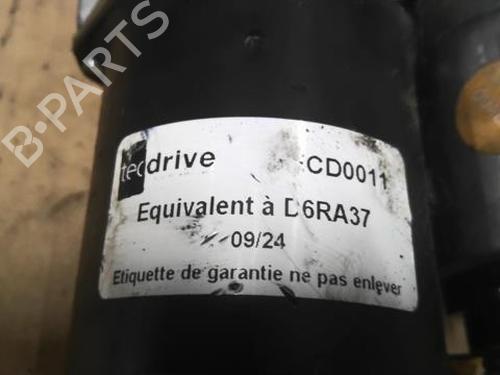 tecdrive CD0011
Equivalent à D6RA37
09/24
Etiquette de garantie ne pas enlever
B-PARTS